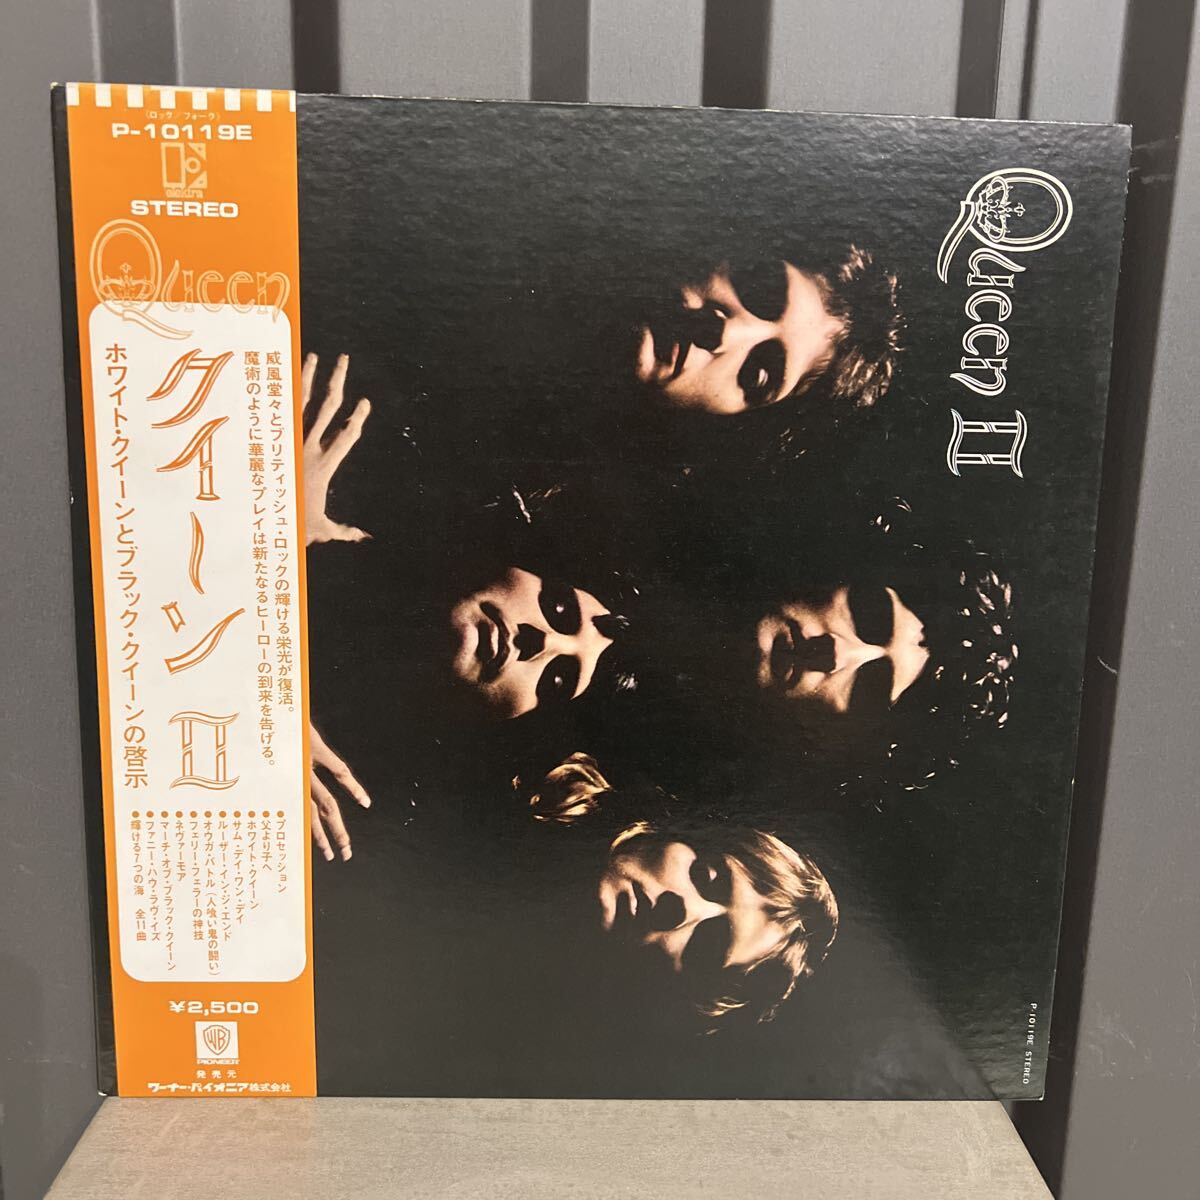 (ロック/フォーク)
P-10119E
elektra
STEREO
Queen
威風堂々とブリティッシュ・ロックの輝ける栄光が復活。
魔術のように華麗なプレイは新たなるヒーローの到来を告げる。
クイーン II
ホワイト・クイーンとブラック・クイーンの啓示
●プロセッション
●父より子へ
●ホワイト・クイーン
●サム・デイ・ワン・デイ
●ルーザー・イン・ジ・エンド
●オウガ・バトル(人喰い鬼の闘い)
●フェリー・フェラーの神技
●ネヴァーモア
●マーチ・オブ・ブラック・クイーン
●ファニー・ハウ・ラヴ・イズ
●輝ける7つの海 全11曲
¥2,500
WB
PIONEER
発売元
ワーナー・パイオニア株式会社
Queen II
P-10119E STEREO